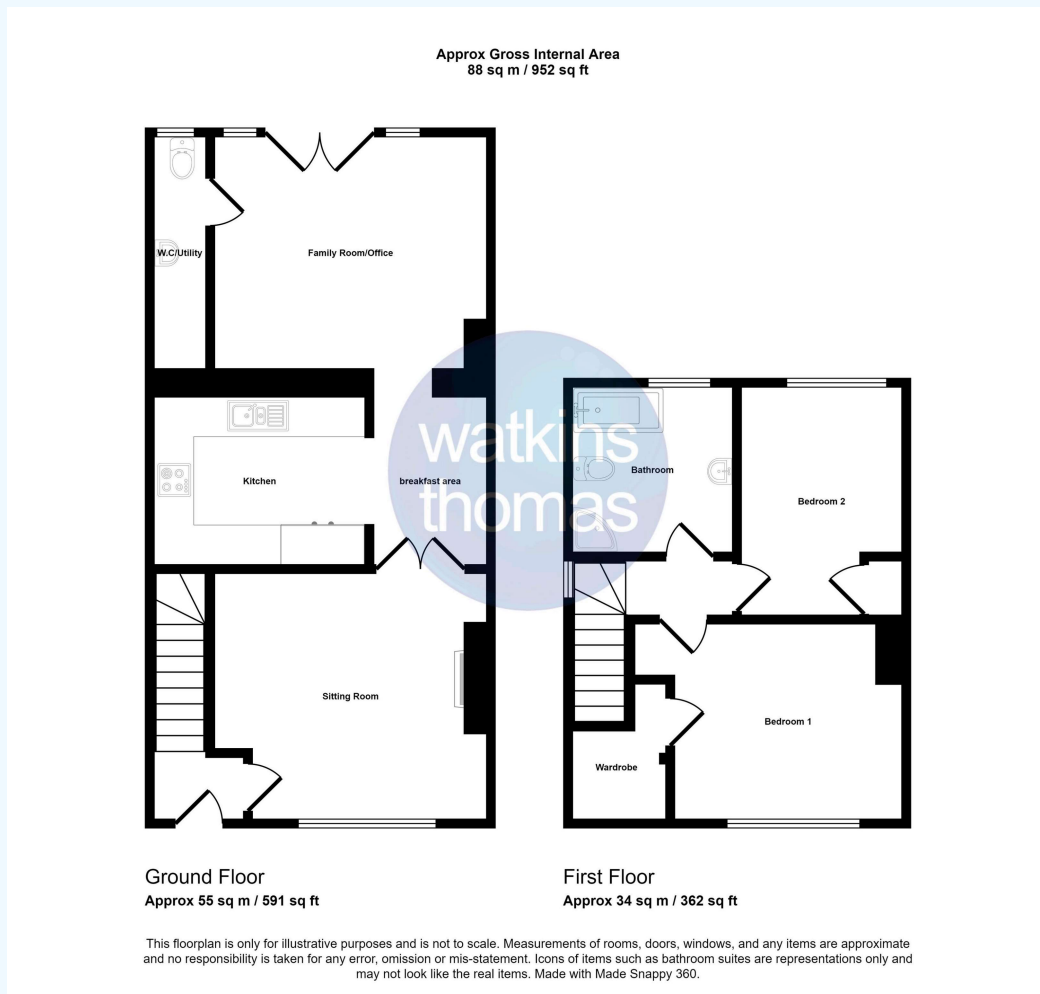 Approx Gross Internal Area
88 sq m / 952 sq ft
W.C/Utility
Family Room/Office
watkins
thomas
Kitchen
breakfast area
Bathroom
Bedroom 2
Sitting Room
Bedroom 1
Wardrobe
Ground Floor
Approx 55 sq m / 591 sq ft
First Floor
Approx 34 sq m / 362 sq ft
This floorplan is only for illustrative purposes and is not to scale. Measurements of rooms, doors, windows, and any items are approximate
and no responsibility is taken for any error, omission or mis-statement. Icons of items such as bathroom suites are representations only and
may not look like the real items. Made with Made Snappy 360.